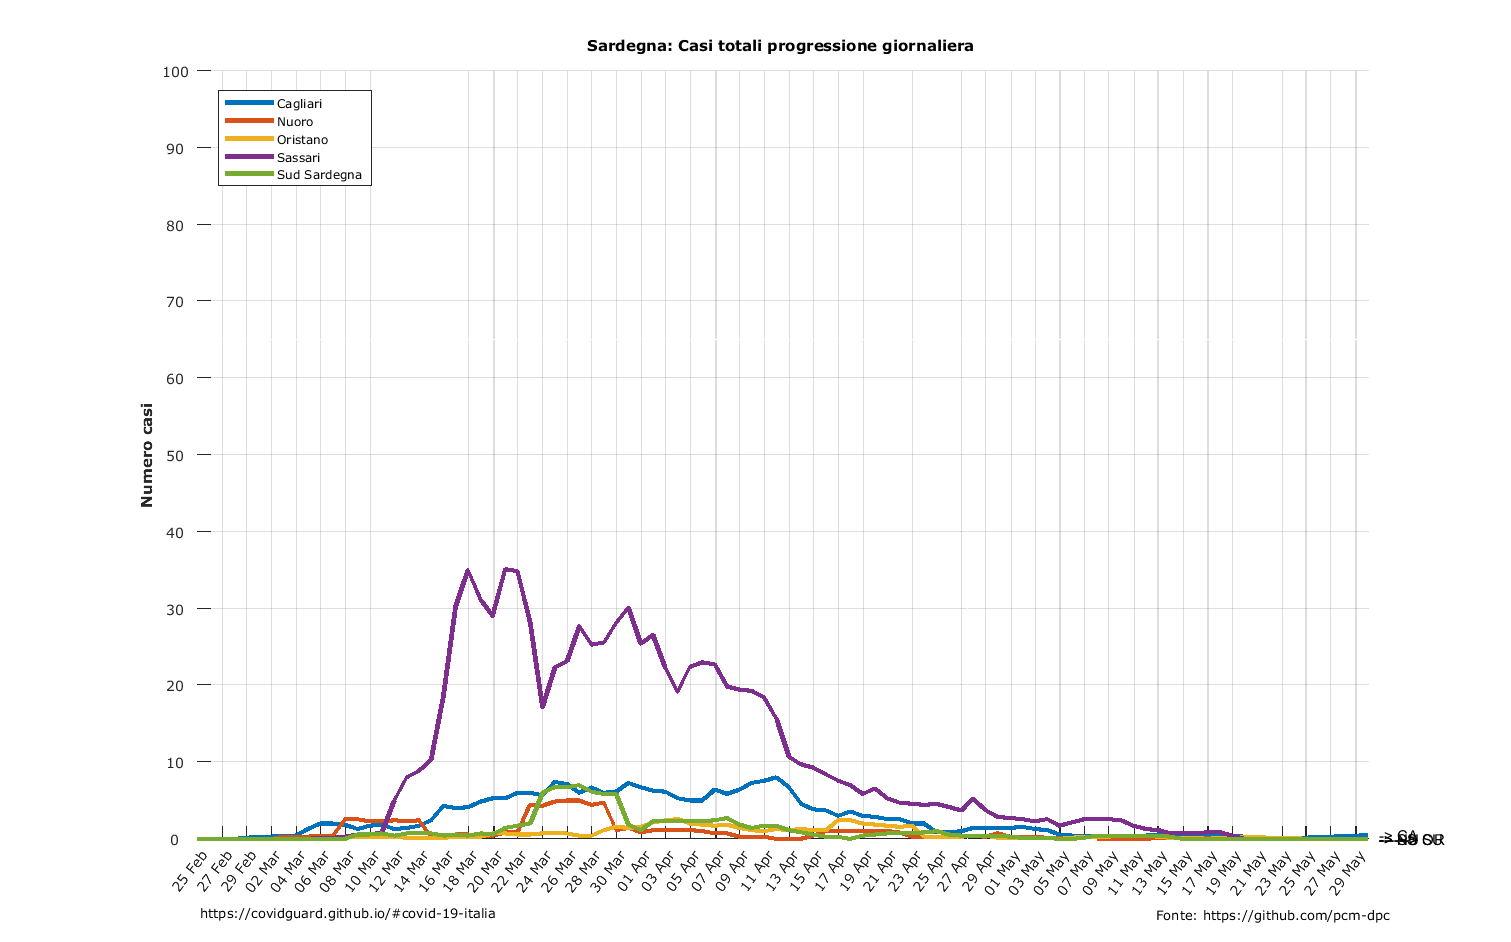 Sardegna: Casi totali progressione giornaliera
100
90
80
70
60
50
40
30
20
10
0
Numero casi
Cagliari
Nuoro
Oristano
Sassari
Sud Sardegna
25 Feb
27 Feb
29 Feb
02 Mar
04 Mar
06 Mar
08 Mar
10 Mar
12 Mar
14 Mar
16 Mar
18 Mar
20 Mar
22 Mar
24 Mar
26 Mar
28 Mar
30 Mar
01 Apr
03 Apr
05 Apr
07 Apr
09 Apr
11 Apr
13 Apr
15 Apr
17 Apr
19 Apr
21 Apr
23 Apr
25 Apr
27 Apr
29 Apr
01 May
03 May
05 May
07 May
09 May
11 May
13 May
15 May
17 May
19 May
21 May
23 May
25 May
27 May
29 May
https://covidguard.github.io/#covid-19-italia
Fonte: https://github.com/pcm-dpc